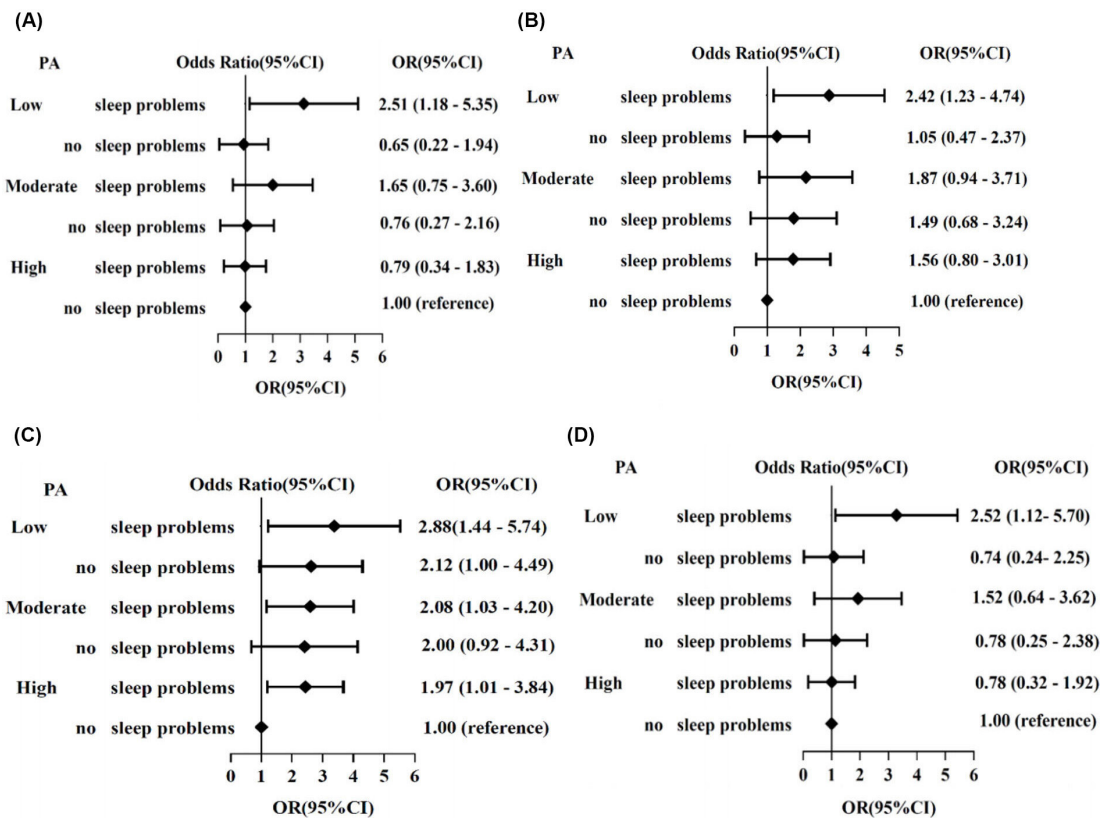 (A)
PA Odds Ratio(95%CI) OR(95%CI)
Low sleep problems 2.51 (1.18 - 5.35)
no sleep problems 0.65 (0.22 - 1.94)
Moderate sleep problems 1.65 (0.75 - 3.60)
no sleep problems 0.76 (0.27 - 2.16)
High sleep problems 0.79 (0.34 - 1.83)
no sleep problems 1.00 (reference)
0 1 2 3 4 5 6
OR(95%CI)
(B)
PA Odds Ratio(95%CI) OR(95%CI)
Low sleep problems 2.42 (1.23 - 4.74)
no sleep problems 1.05 (0.47 - 2.37)
Moderate sleep problems 1.87 (0.94 - 3.71)
no sleep problems 1.49 (0.68 - 3.24)
High sleep problems 1.56 (0.80 - 3.01)
no sleep problems 1.00 (reference)
0 1 2 3 4 5
OR(95%CI)
(C)
PA Odds Ratio(95%CI) OR(95%CI)
Low sleep problems 2.88(1.44 - 5.74)
no sleep problems 2.12 (1.00 - 4.49)
Moderate sleep problems 2.08 (1.03 - 4.20)
no sleep problems 2.00 (0.92 - 4.31)
High sleep problems 1.97 (1.01 - 3.84)
no sleep problems 1.00 (reference)
0 1 2 3 4 5 6
OR(95%CI)
(D)
PA Odds Ratio(95%CI) OR(95%CI)
Low sleep problems 2.52 (1.12- 5.70)
no sleep problems 0.74 (0.24- 2.25)
Moderate sleep problems 1.52 (0.64 - 3.62)
no sleep problems 0.78 (0.25 - 2.38)
High sleep problems 0.78 (0.32 - 1.92)
no sleep problems 1.00 (reference)
0 1 2 3 4 5 6
OR(95%CI)